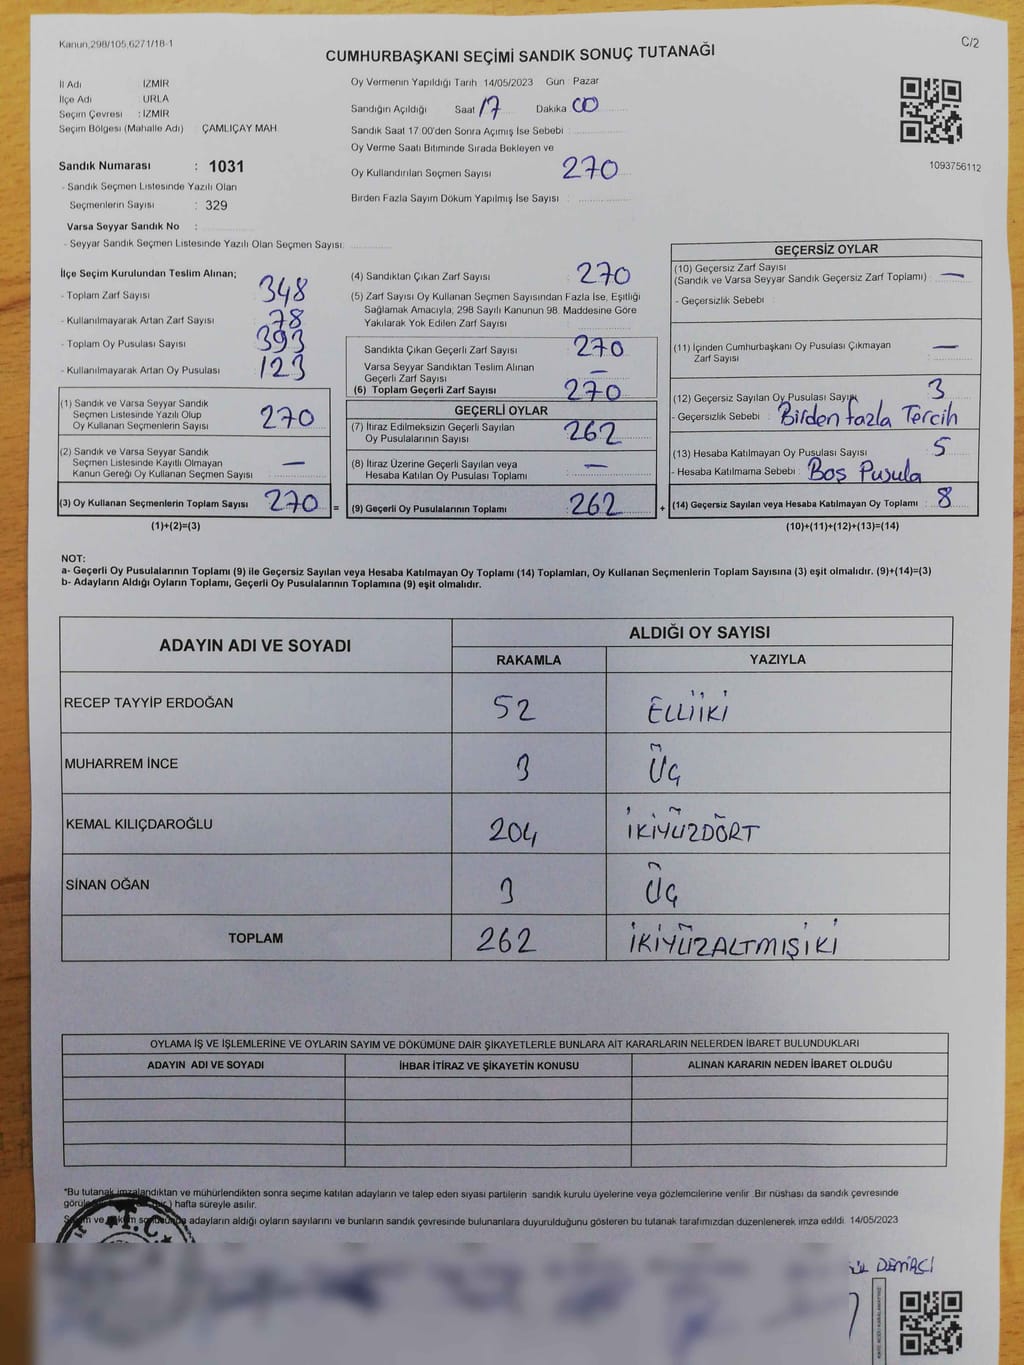 Kanun,298/105,6271/18-1
C/2
CUMHURBAŞKANI SEÇİMİ SANDIK SONUÇ TUTANAĞI
İl Adı İZMİR
İlçe Adı URLA
Seçim Çevresi : İZMİR
Seçim Bölgesi (Mahalle Adı) ÇAMLIÇAY MAH.
Sandık Numarası : 1031
- Sandık Seçmen Listesinde Yazılı Olan
Seçmenlerin Sayısı : 329
Varsa Seyyar Sandık No :
- Seyyar Sandık Seçmen Listesinde Yazılı Olan Seçmen Sayısı:
Oy Vermenin Yapıldığı Tarih 14/05/2023 Gün : Pazar
Sandığın Açıldığı Saat 17 Dakika 00
Sandık Saat 17:00'den Sonra Açımış İse Sebebi :
Oy Verme Saati Bitiminde Sırada Bekleyen ve
Oy Kullandırılan Seçmen Sayısı 270
Birden Fazla Sayım Döküm Yapılmış İse Sayısı :
1093756112
İlçe Seçim Kurulundan Teslim Alınan;
- Toplam Zarf Sayısı 348
- Kullanılmayarak Artan Zarf Sayısı 78
- Toplam Oy Pusulası Sayısı 393
- Kullanılmayarak Artan Oy Pusulası 123
(1) Sandık ve Varsa Seyyar Sandık
Seçmen Listesinde Yazılı Olup
Oy Kullanan Seçmenlerin Sayısı 270
(2) Sandık ve Varsa Seyyar Sandık
Seçmen Listesinde Kayıtlı Olmayan
Kanun Gereği Oy Kullanan Seçmen Sayısı —
(3) Oy Kullanan Seçmenlerin Toplam Sayısı 270 =
(1)+(2)=(3)
(4) Sandıktan Çıkan Zarf Sayısı : 270
(5) Zarf Sayısı Oy Kullanan Seçmen Sayısından Fazla İse, Eşitliği
Sağlamak Amacıyla; 298 Sayılı Kanunun 98. Maddesine Göre
Yakılarak Yok Edilen Zarf Sayısı :
Sandıkta Çıkan Geçerli Zarf Sayısı : 270
Varsa Seyyar Sandıktan Teslim Alınan
Geçerli Zarf Sayısı : —
(6) Toplam Geçerli Zarf Sayısı : 270
GEÇERLİ OYLAR
(7) İtiraz Edilmeksizin Geçerli Sayılan
Oy Pusulalarının Sayısı : 262
(8) İtiraz Üzerine Geçerli Sayılan veya
Hesaba Katılan Oy Pusulası Toplamı : —
(9) Geçerli Oy Pusulalarının Toplamı : 262 +
GEÇERSİZ OYLAR
(10) Geçersiz Zarf Sayısı
(Sandık ve Varsa Seyyar Sandık Geçersiz Zarf Toplamı) : —
- Geçersizlik Sebebi :
(11) İçinden Cumhurbaşkanı Oy Pusulası Çıkmayan
Zarf Sayısı : —
(12) Geçersiz Sayılan Oy Pusulası Sayısı 3
- Geçersizlik Sebebi : Birden fazla Tercih
(13) Hesaba Katılmayan Oy Pusulası Sayısı : 5
- Hesaba Katılmama Sebebi : Boş Pusula
(14) Geçersiz Sayılan veya Hesaba Katılmayan Oy Toplamı : 8
(10)+(11)+(12)+(13)=(14)
NOT:
a- Geçerli Oy Pusulalarının Toplamı (9) ile Geçersiz Sayılan veya Hesaba Katılmayan Oy Toplamı (14) Toplamları, Oy Kullanan Seçmenlerin Toplam Sayısına (3) eşit olmalıdır. (9)+(14)=(3)
b- Adayların Aldığı Oyların Toplamı, Geçerli Oy Pusulalarının Toplamına (9) eşit olmalıdır.
ADAYIN ADI VE SOYADI ALDIĞI OY SAYISI
RAKAMLA YAZIYLA
RECEP TAYYİP ERDOĞAN 52 ELLİİKİ
MUHARREM İNCE 3 ÜÇ
KEMAL KILIÇDAROĞLU 204 İKİYÜZDÖRT
SİNAN OĞAN 3 ÜÇ
TOPLAM 262 İKİYÜZALTMIŞİKİ
OYLAMA İŞ VE İŞLEMLERİNE VE OYLARIN SAYIM VE DÖKÜMÜNE DAİR ŞİKAYETLERLE BUNLARA AİT KARARLARIN NELERDEN İBARET BULUNDUKLARI
ADAYIN ADI VE SOYADI İHBAR İTİRAZ VE ŞİKAYETİN KONUSU ALINAN KARARIN NEDEN İBARET OLDUĞU
*Bu tutanak imzalandıktan ve mühürlendikten sonra seçime katılan adayların ve talep eden siyasi partilerin sandık kurulu üyelerine veya gözlemcilerine verilir .Bir nüshası da sandık çevresinde
) hafta süreyle asılır.
adayların aldığı oyların sayılarını ve bunların sandık çevresinde bulunanlara duyurulduğunu gösteren bu tutanak tarafımızdan düzenlenerek imza edildi. 14/05/2023
T.C.